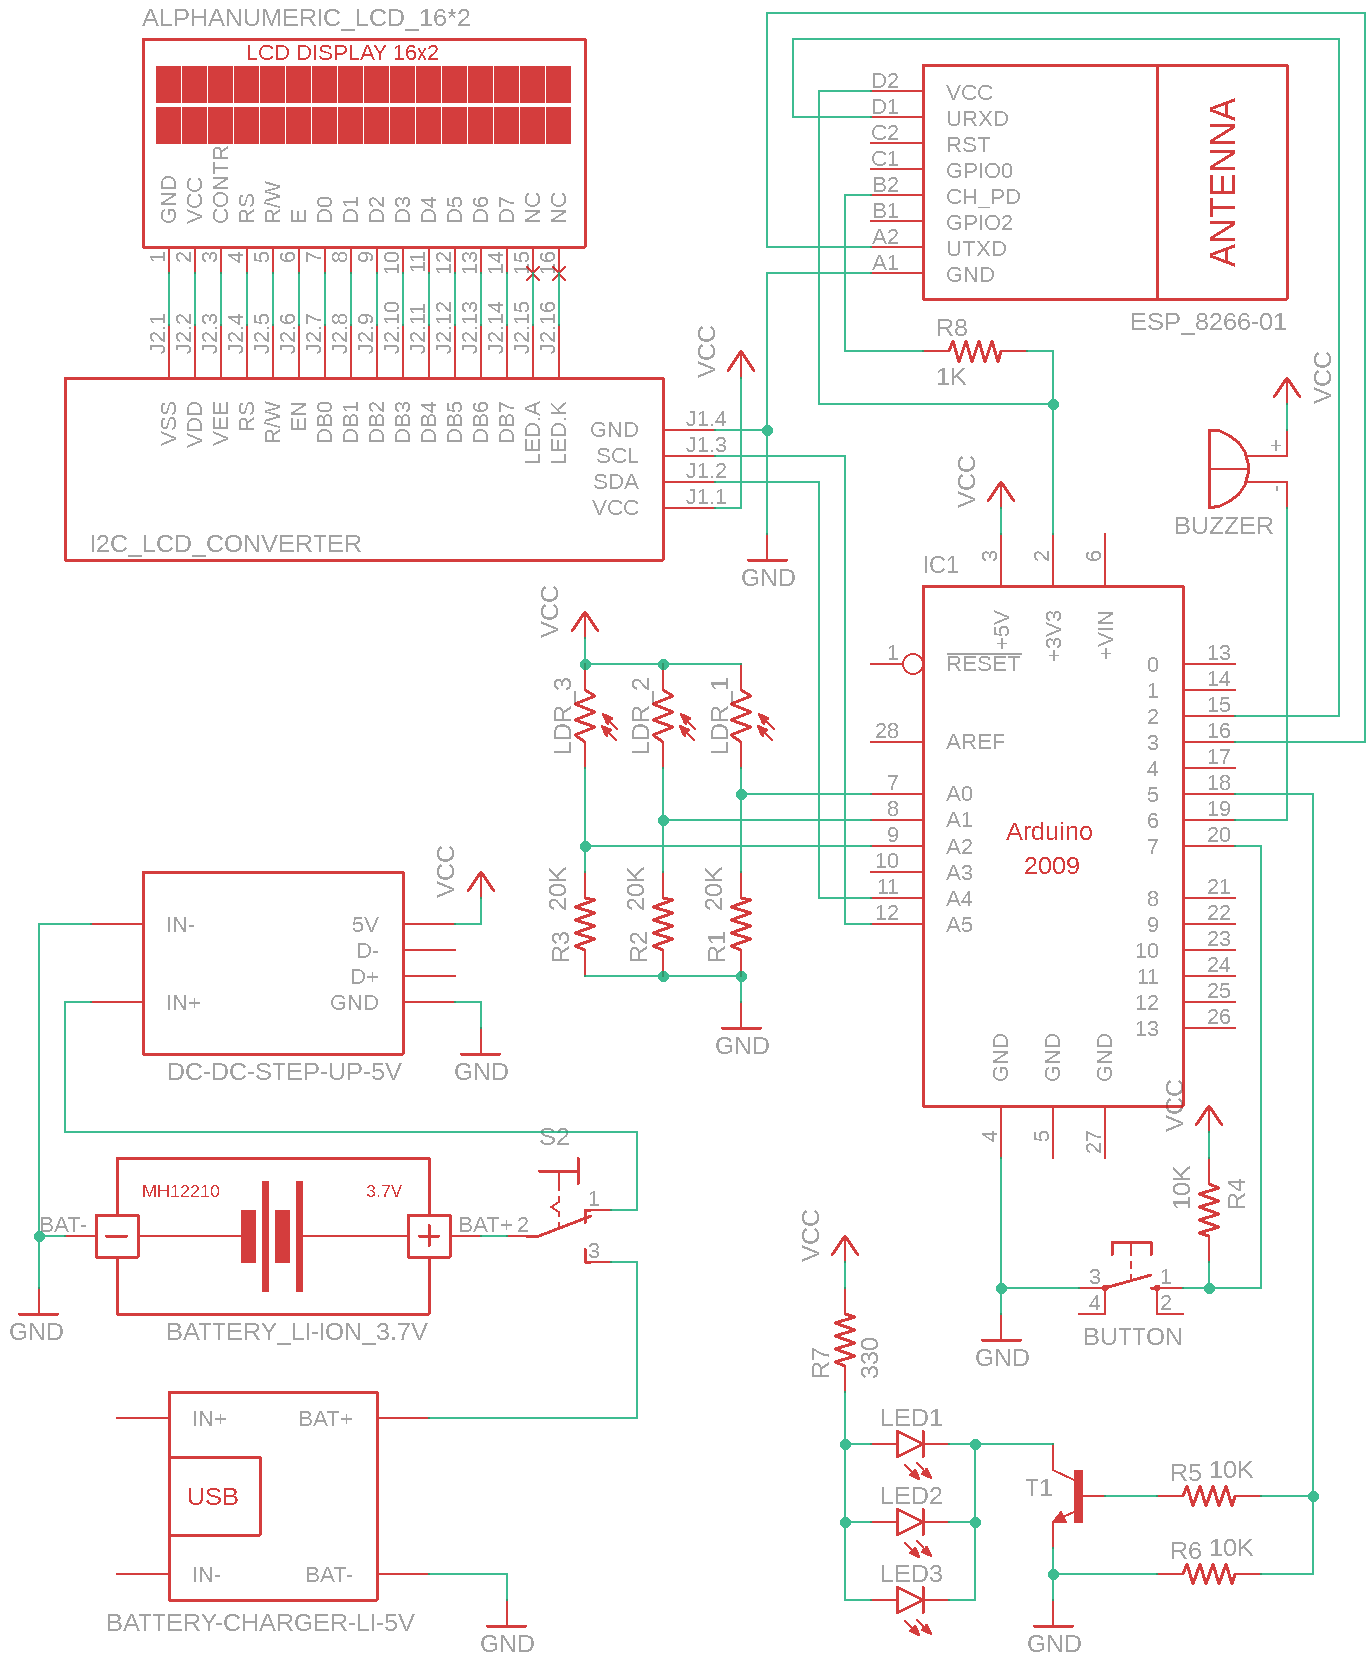 ALPHANUMERIC_LCD_16*2
LCD DISPLAY 16x2
GND VCC CONTR RS R/W E D0 D1 D2 D3 D4 D5 D6 D7 NC NC
1 2 3 4 5 6 7 8 9 10 11 12 13 14 15 16
J2.1 J2.2 J2.3 J2.4 J2.5 J2.6 J2.7 J2.8 J2.9 J2.10 J2.11 J2.12 J2.13 J2.14 J2.15 J2.16
VSS VDD VEE RS R/W EN DB0 DB1 DB2 DB3 DB4 DB5 DB6 DB7 LED.A LED.K
GND J1.4
SCL J1.3
SDA J1.2
VCC J1.1
I2C_LCD_CONVERTER
VCC
GND
D2 VCC
D1 URXD
C2 RST
C1 GPIO0
B2 CH_PD
B1 GPIO2
A2 UTXD
A1 GND
ANTENNA
ESP_8266-01
R8
1K
VCC
+
-
BUZZER
VCC
IC1
3 2 6
+5V +3V3 +VIN
1 RESET
28 AREF
7 A0
8 A1
9 A2
10 A3
11 A4
12 A5
Arduino
2009
0 13
1 14
2 15
3 16
4 17
5 18
6 19
7 20
8 21
9 22
10 23
11 24
12 25
13 26
GND GND GND
4 5 27
VCC
LDR_3 LDR_2 LDR_1
20K 20K 20K
R3 R2 R1
GND
VCC
IN- 5V
D-
D+
IN+ GND
DC-DC-STEP-UP-5V
GND
S2
MH12210 3.7V
BAT- − + BAT+ 2
1
3
GND
BATTERY_LI-ION_3.7V
IN+ BAT+
USB
IN- BAT-
BATTERY-CHARGER-LI-5V
GND
VCC
10K R4
3 1
4 2
BUTTON
GND
VCC
R7 330
LED1
LED2
LED3
T1
R5 10K
R6 10K
GND